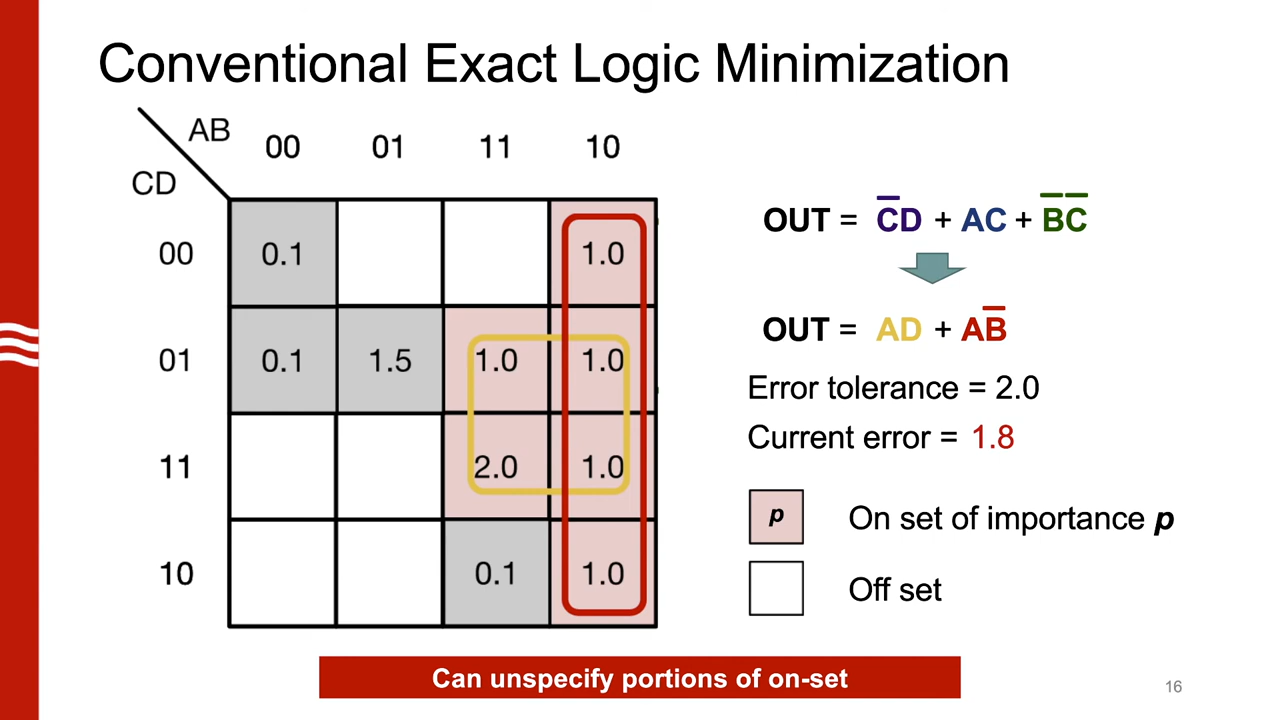 Conventional Exact Logic Minimization
AB
CD
00 01 11 10
00 0.1 1.0
01 0.1 1.5 1.0 1.0
11 2.0 1.0
10 0.1 1.0
OUT = C̅D + AC + B̅C̅
OUT = AD + AB̅
Error tolerance = 2.0
Current error = 1.8
p On set of importance p
Off set
Can unspecify portions of on-set
16